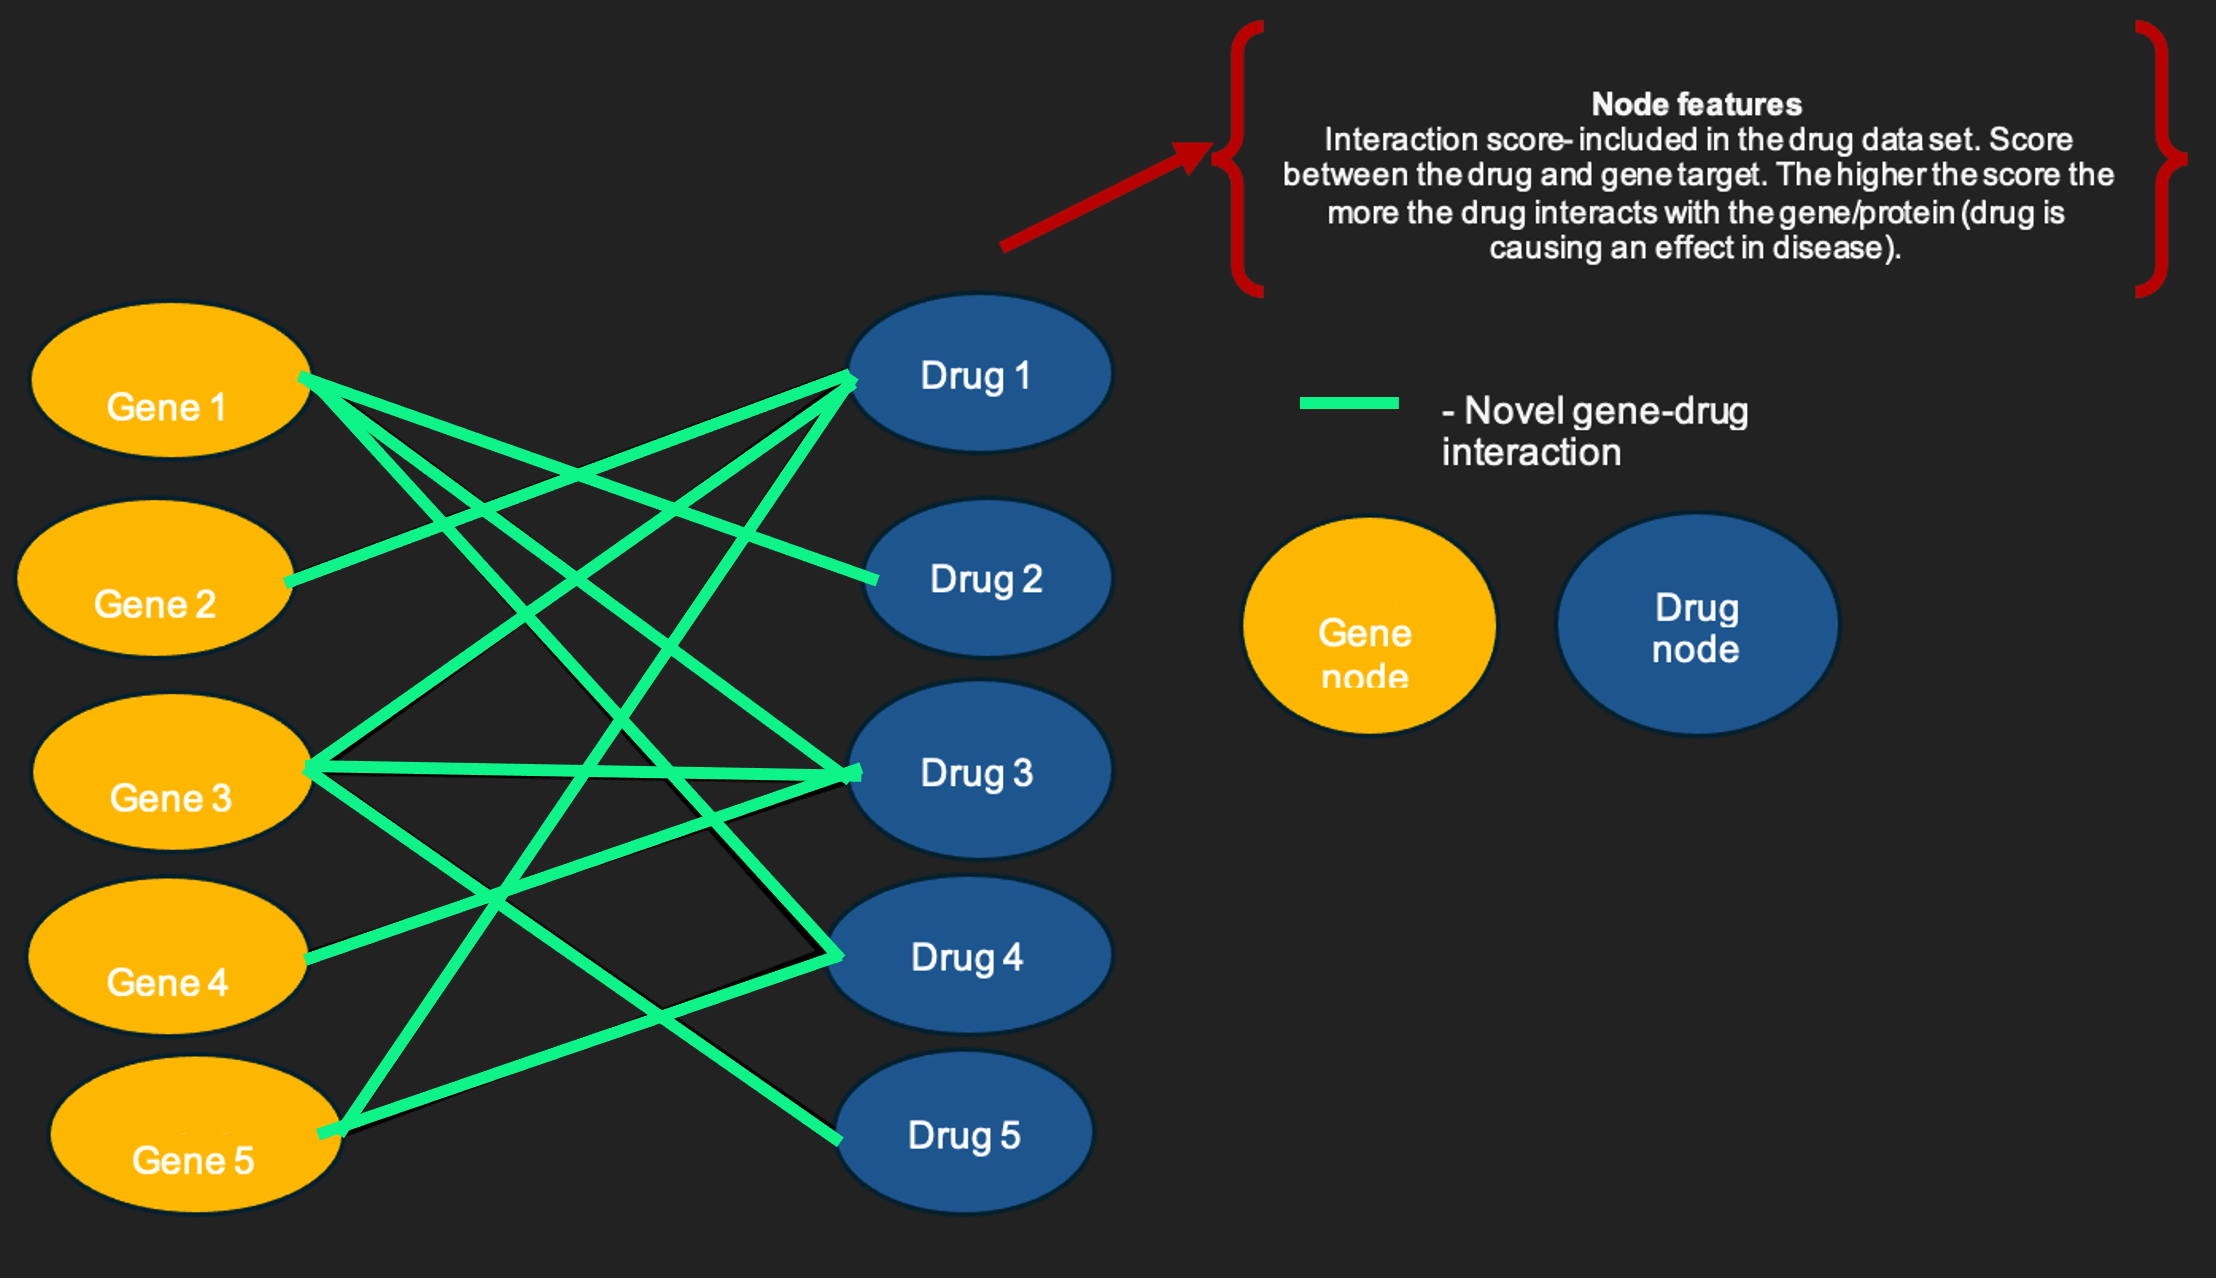 Node features
Interaction score- included in the drug data set. Score
between the drug and gene target. The higher the score the
more the drug interacts with the gene/protein (drug is
causing an effect in disease).
Gene 1
Drug 1
- Novel gene-drug
interaction
Gene 2
Drug 2
Gene
node
Drug
node
Gene 3
Drug 3
Gene 4
Drug 4
Gene 5
Drug 5